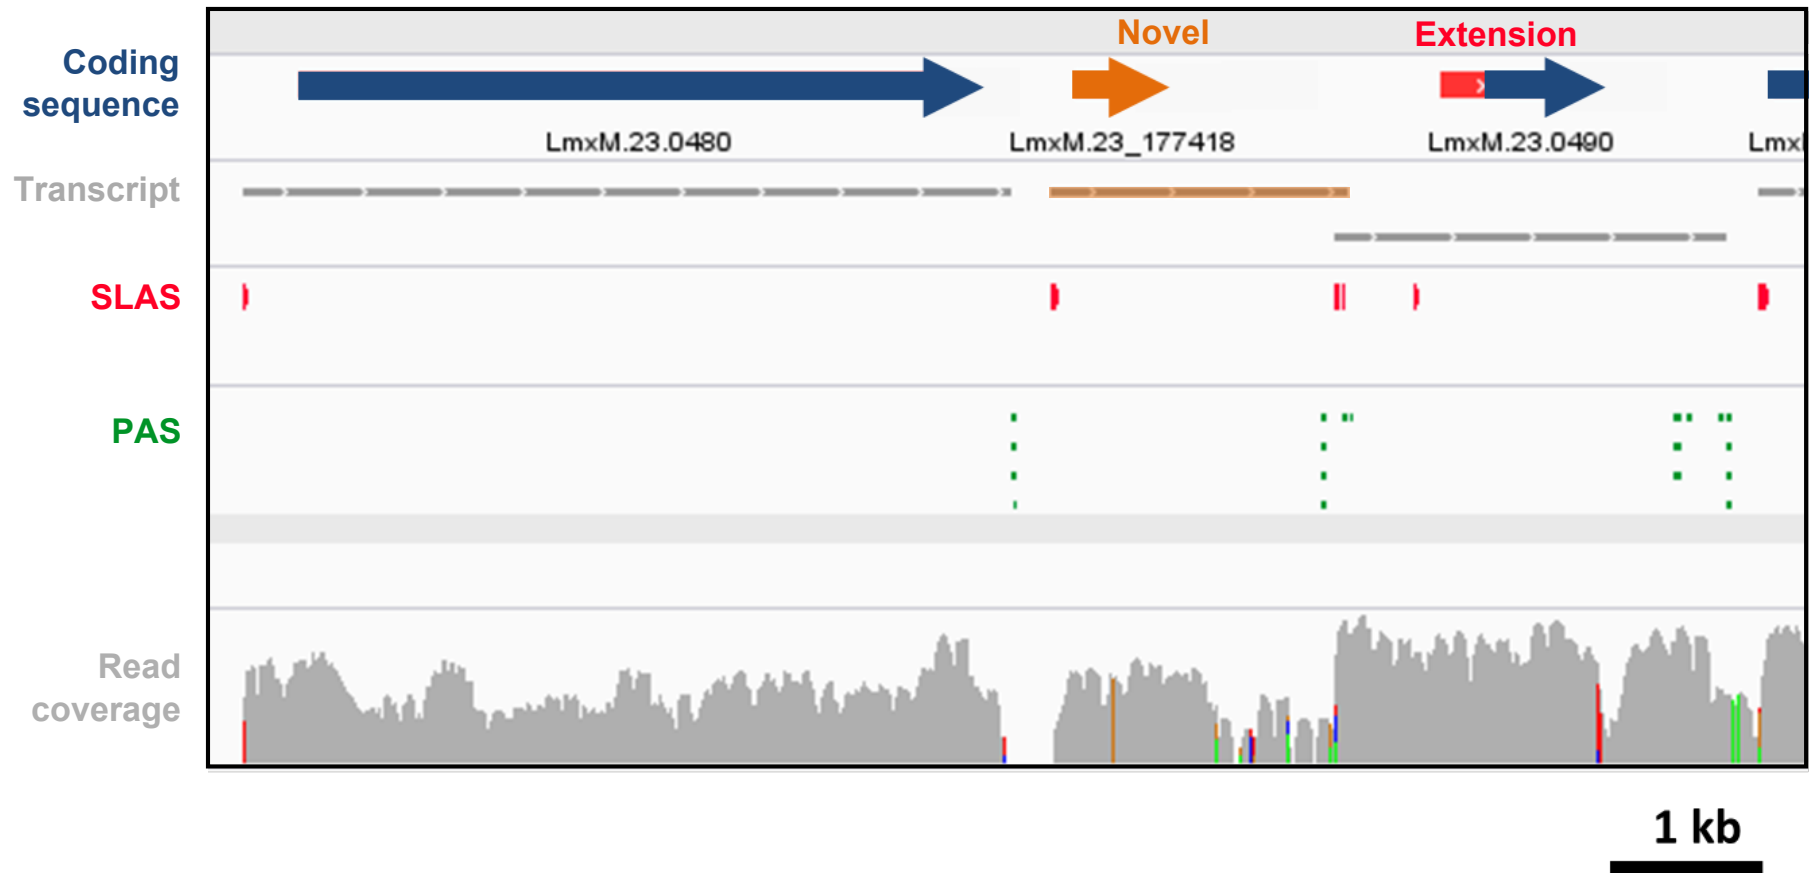 Novel
Extension
Coding
sequence
LmxM.23.0480
LmxM.23_177418
LmxM.23.0490
Lmx
Transcript
SLAS
PAS
Read
coverage
1 kb